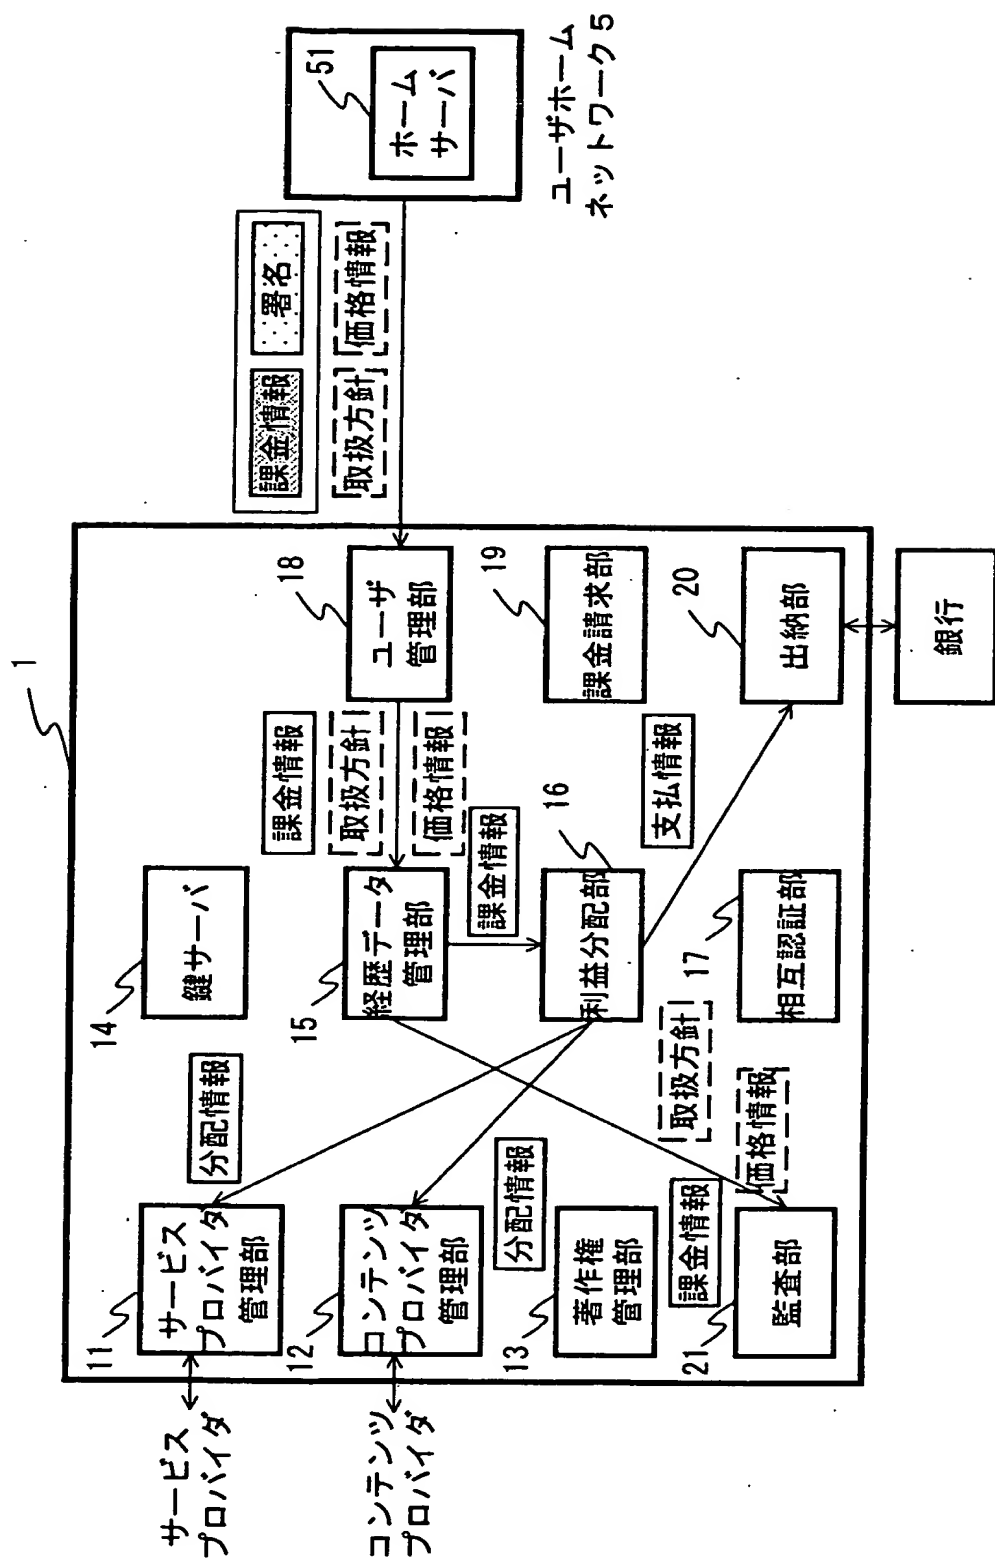 1
サービス
プロバイダ
コンテンツ
プロバイダ
11
サービス
プロバイダ
管理部
12
コンテンツ
プロバイダ
管理部
13
著作権
管理部
21
監査部
分配情報
分配情報
課金情報
取扱方針
価格情報
14
鍵サーバ
15
経歴データ
管理部
16
利益分配部
17
相互認証部
課金情報
取扱方針
価格情報
課金情報
支払情報
18
ユーザ
管理部
19
課金請求部
20
出納部
銀行
課金情報
署名
取扱方針
価格情報
51
ホーム
サーバ
ユーザホーム
ネットワーク5